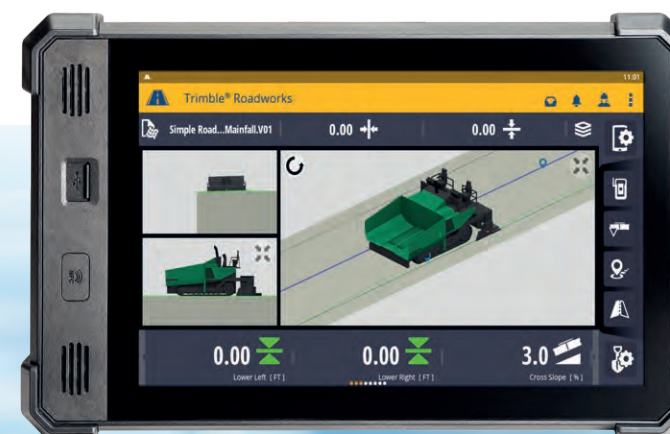 11:01
Trimble® Roadworks
Simple Road...Mainfall.V01
0.00
0.00
0.00
0.00
3.0
Lower Left [FT]
Lower Right [FT]
Cross Slope [%]